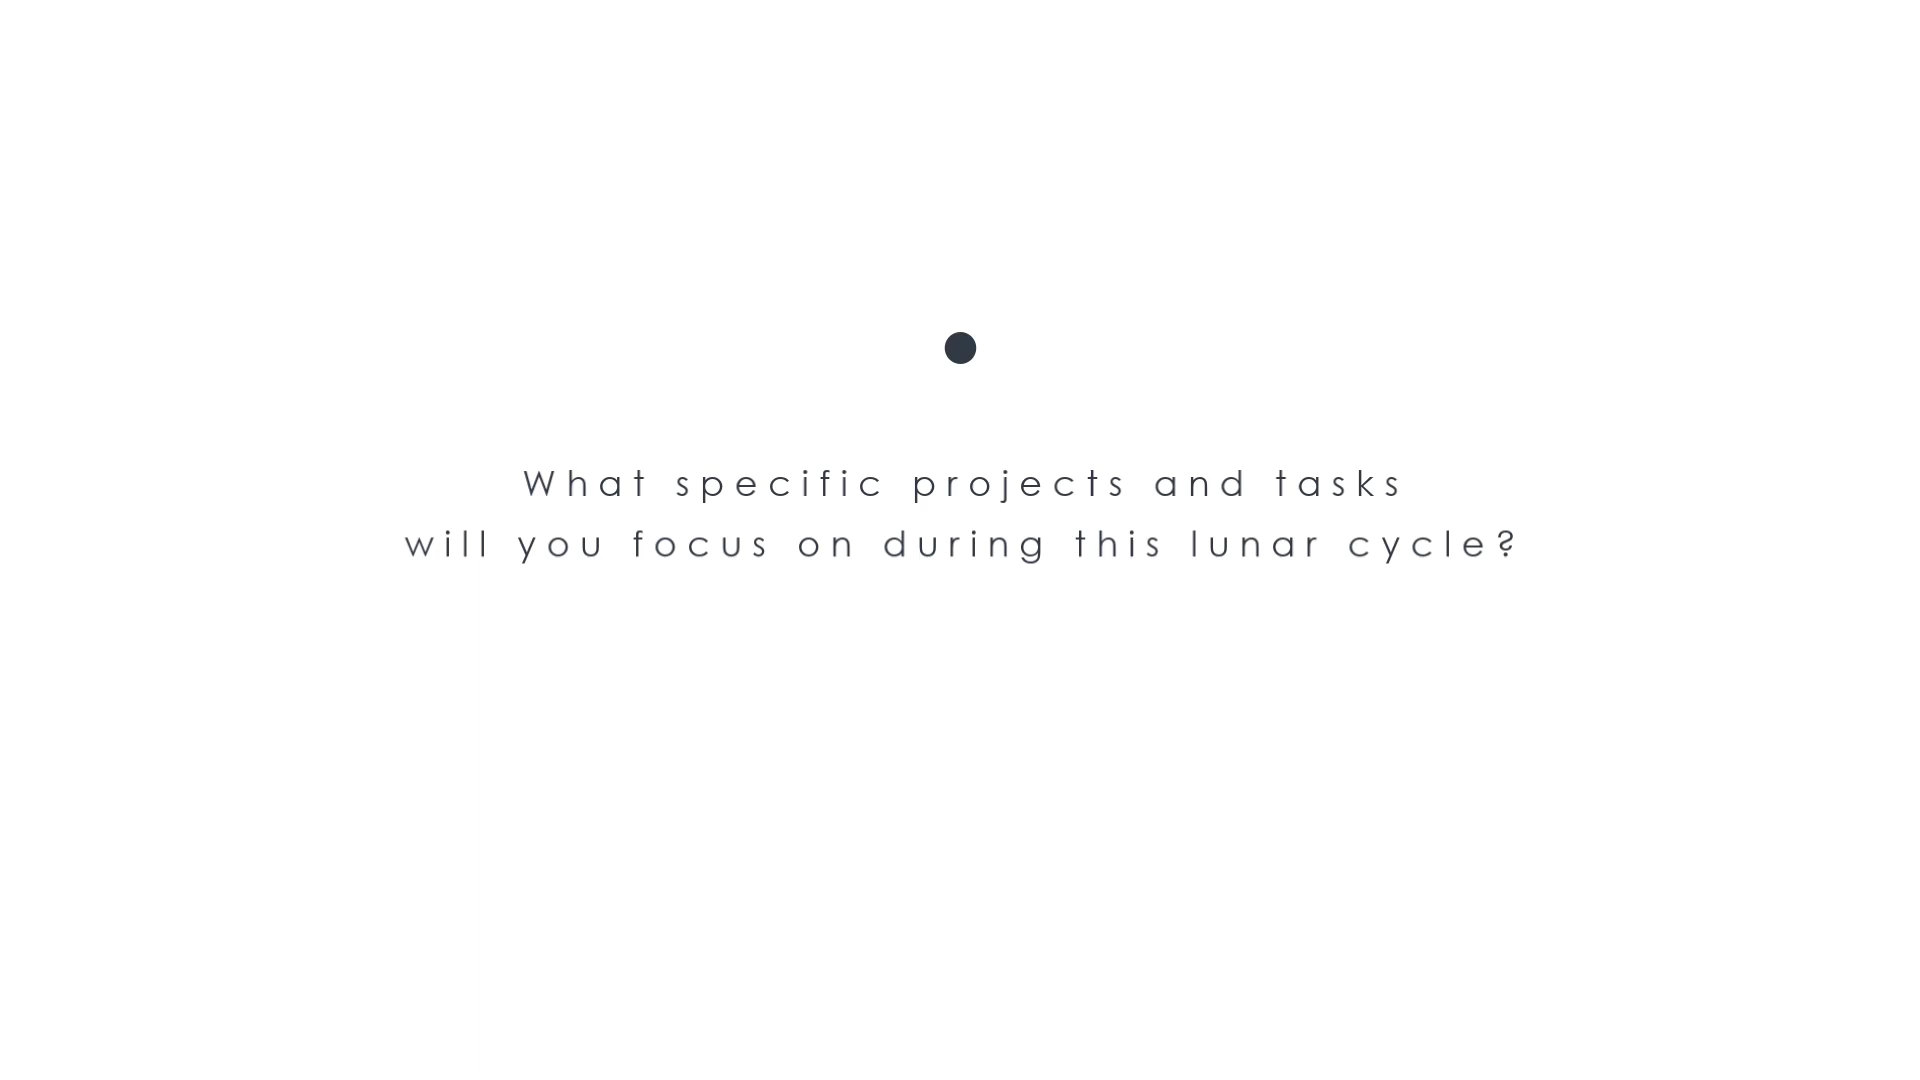 What specific projects and tasks
will you focus on during this lunar cycle?